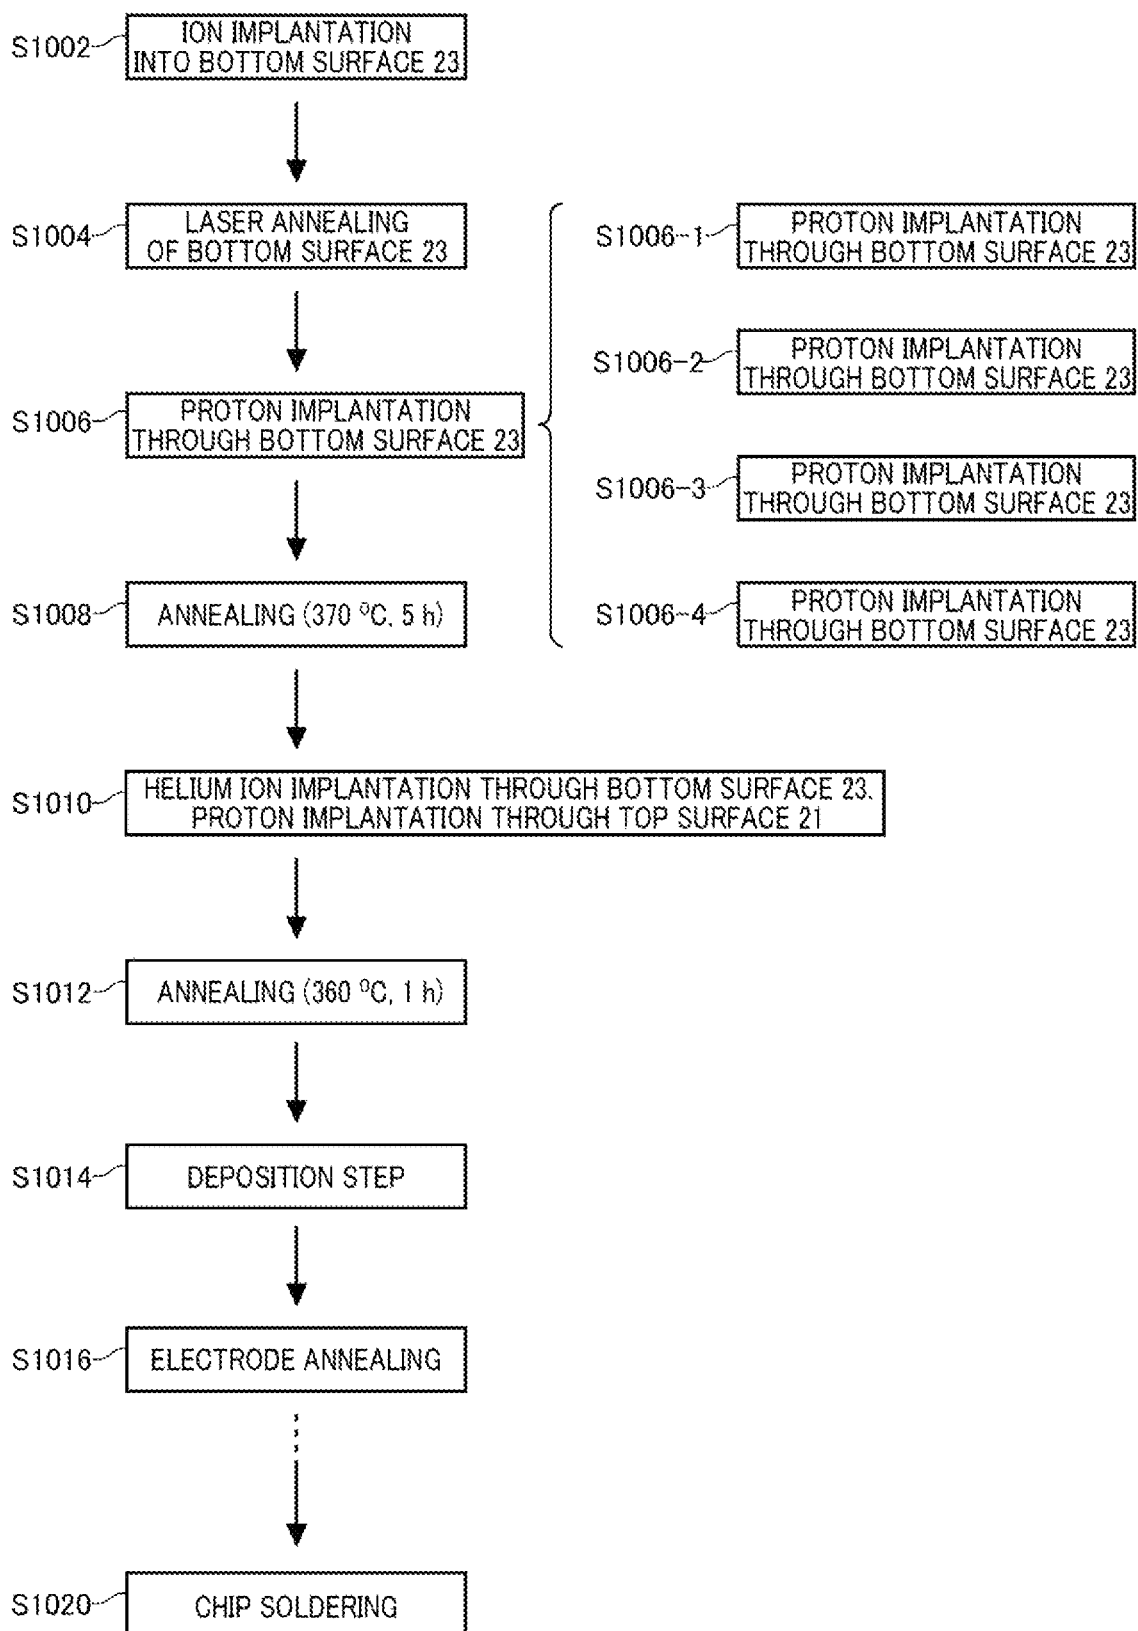 S1002
ION IMPLANTATION
INTO BOTTOM SURFACE 23
S1004
LASER ANNEALING
OF BOTTOM SURFACE 23
S1006
PROTON IMPLANTATION
THROUGH BOTTOM SURFACE 23
S1006-1
PROTON IMPLANTATION
THROUGH BOTTOM SURFACE 23
S1006-2
PROTON IMPLANTATION
THROUGH BOTTOM SURFACE 23
S1006-3
PROTON IMPLANTATION
THROUGH BOTTOM SURFACE 23
S1006-4
PROTON IMPLANTATION
THROUGH BOTTOM SURFACE 23
S1008
ANNEALING (370 °C, 5 h)
S1010
HELIUM ION IMPLANTATION THROUGH BOTTOM SURFACE 23,
PROTON IMPLANTATION THROUGH TOP SURFACE 21
S1012
ANNEALING (360 °C, 1 h)
S1014
DEPOSITION STEP
S1016
ELECTRODE ANNEALING
S1020
CHIP SOLDERING